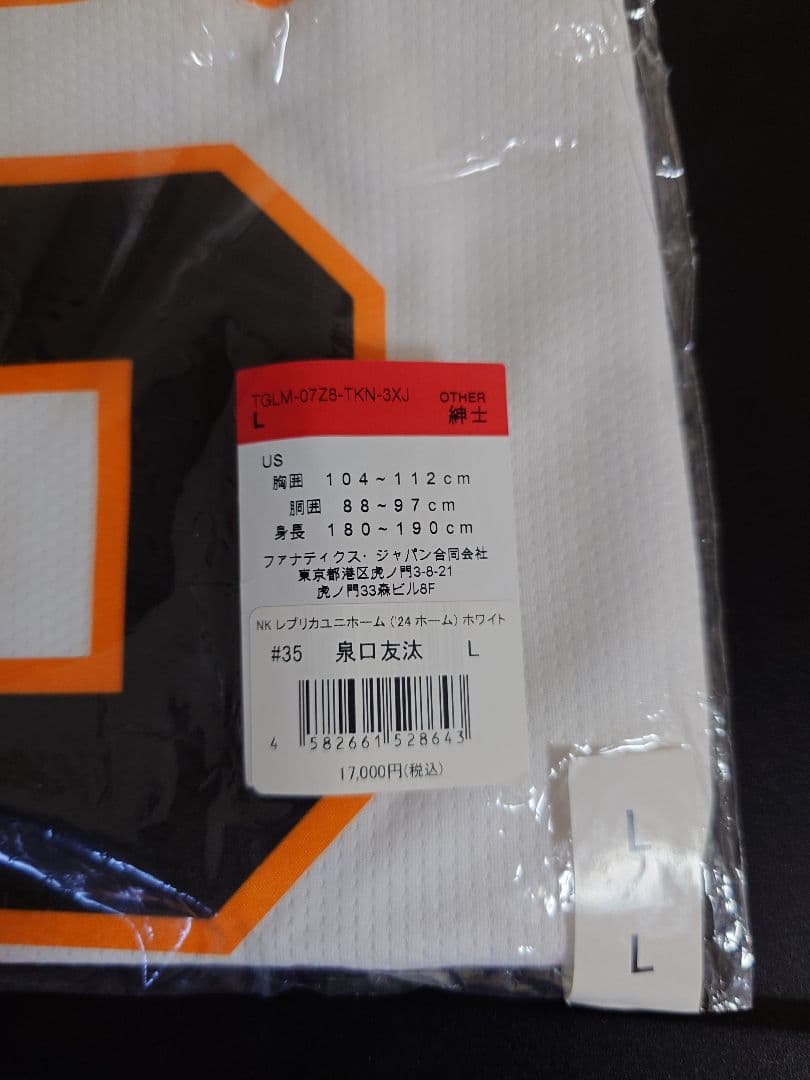 TGLM-07Z8-TKN-3XJ OTHER
L 紳士
US
胸囲 104~112cm
胴囲 88~97cm
身長 180~190cm
ファナティクス・ジャパン合同会社
東京都港区虎ノ門3-8-21
虎ノ門33森ビル8F
NK レプリカユニホーム ('24 ホーム) ホワイト
#35 泉口友汰 L
4 582661 528643
17,000円(税込)
L
L